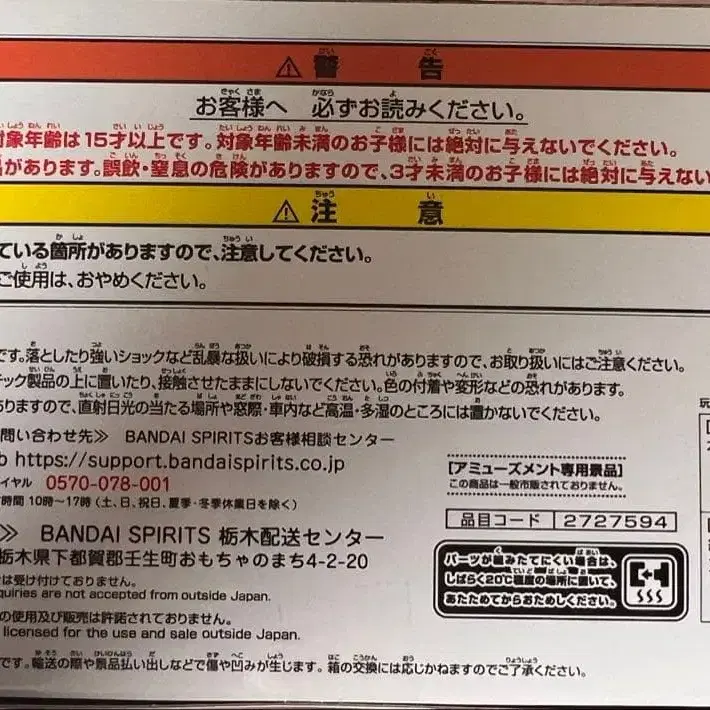 警告
お客様へ 必ずお読みください。
対象年齢は15才以上です。対象年齢未満のお子様には絶対に与えないでください。
があります。誤飲・窒息の危険がありますので、3才未満のお子様には絶対に与えない
注意
ている箇所がありますので、注意してください。
ご使用は、おやめください。
です。落としたり強いショックなど乱暴な扱いにより破損する恐れがありますので、お取り扱いにはご注意ください。
チック製品の上に置いたり、接触させたままにしないでください。色の付着や変形などの恐れがあります。
ありますので、直射日光の当たる場所や窓際・車内など高温・多湿のところには置かないでください。
問い合わせ先≫ BANDAI SPIRITSお客様相談センター
b https://support.bandaispirits.co.jp
イヤル 0570-078-001
時間 10時〜17時 (土、日、祝日、夏季・冬季休業日を除く)
[アミューズメント専用景品]
この商品は一般市販されておりません。
品目コード 2727594
≫ BANDAI SPIRITS 栃木配送センター
栃木県下都賀郡壬生町おもちゃのまち4-2-20
は受け付けておりません。
quiries are not accepted from outside Japan.
の使用及び販売は許諾されておりません。
licensed for the use and sale outside Japan.
パーツが組みたてにくい場合は、
しばらく20℃程度の場所に置いて、
あたためてからおためしください。
です。輸送の際や景品払い出しなどで傷や凹みが生じます。箱の交換には応じかねますのでご了承ください。